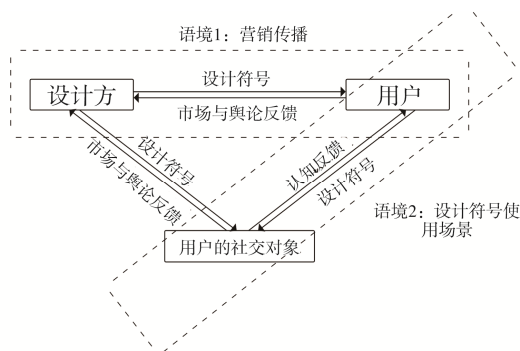 语境1：营销传播
设计符号
设计方
用户
市场与舆论反馈
设计符号
市场与舆论反馈
认知反馈
设计符号
语境2：设计符号使
用场景
用户的社交对象